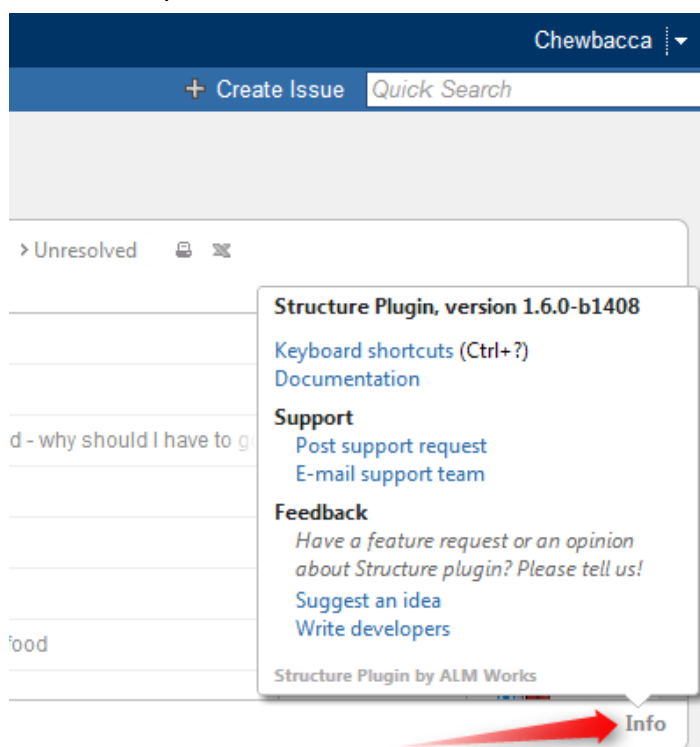 Chewbacca
+ Create Issue Quick Search
> Unresolved
Structure Plugin, version 1.6.0-b1408
Keyboard shortcuts (Ctrl+?)
Documentation
d - why should I have to g
Support
Post support request
E-mail support team
Feedback
Have a feature request or an opinion
about Structure plugin? Please tell us!
Suggest an idea
Write developers
food
Structure Plugin by ALM Works
Info